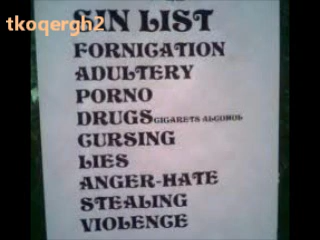 tkoqergh2
SIN LIST
FORNICATION
ADULTERY
PORNO
DRUGS CIGARETS ALCOHOL
CURSING
LIES
ANGER-HATE
STEALING
VIOLENCE